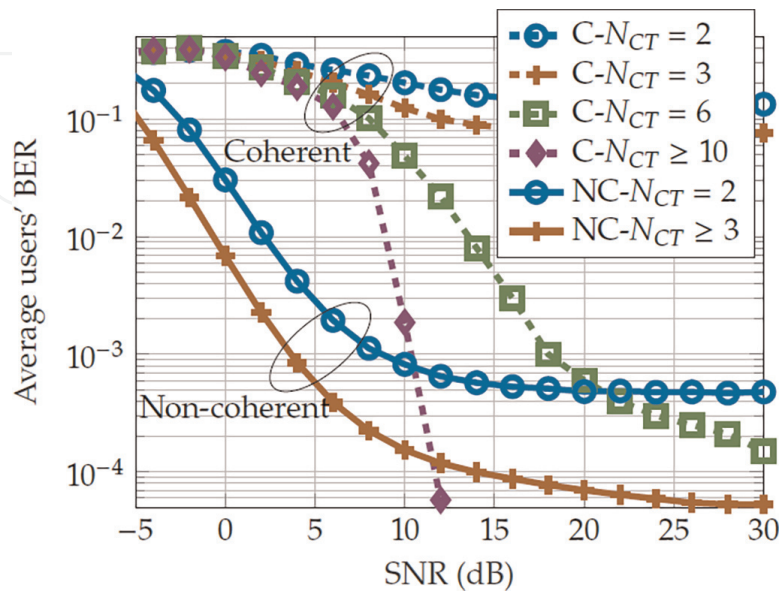 C-N_CT = 2
C-N_CT = 3
C-N_CT = 6
C-N_CT ≥ 10
NC-N_CT = 2
NC-N_CT ≥ 3
Average users' BER
10^-1
10^-2
10^-3
10^-4
Coherent
Non-coherent
-5 0 5 10 15 20 25 30
SNR (dB)